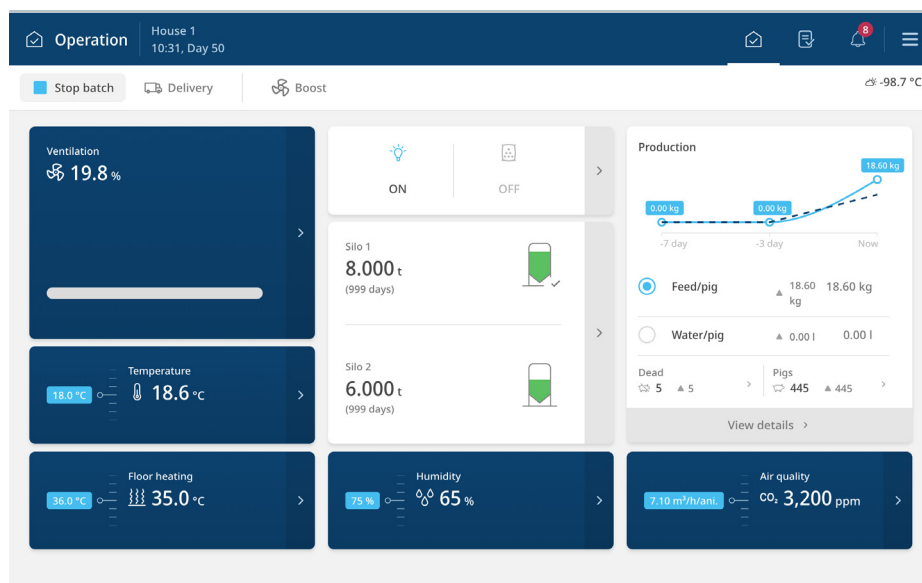 Operation
House 1
10:31, Day 50
8
Stop batch
Delivery
Boost
-98.7 °C
Ventilation
19.8 %
ON
OFF
Production
18.60 kg
0.00 kg
0.00 kg
-7 day
-3 day
Now
Feed/pig
▲ 18.60 kg
18.60 kg
Water/pig
▲ 0.00 l
0.00 l
Dead
5 ▲ 5
Pigs
445 ▲ 445
View details
Silo 1
8.000 t
(999 days)
Silo 2
6.000 t
(999 days)
Temperature
18.0 °C
18.6 °C
Floor heating
36.0 °C
35.0 °C
Humidity
75 %
65 %
Air quality
7.10 m³/h/ani.
CO₂ 3,200 ppm